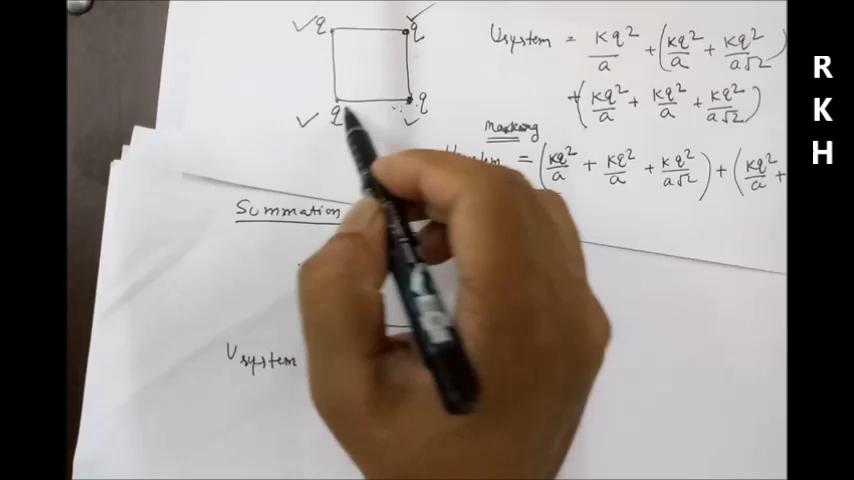 q q
q q
Usystem = Kq²/a + (Kq²/a + Kq²/a√2)
+ (Kq²/a + Kq²/a + Kq²/a√2)
Marking
= (Kq²/a + Kq²/a + Kq²/a√2) + (Kq²/a +
Summation
Usystem
R
K
H